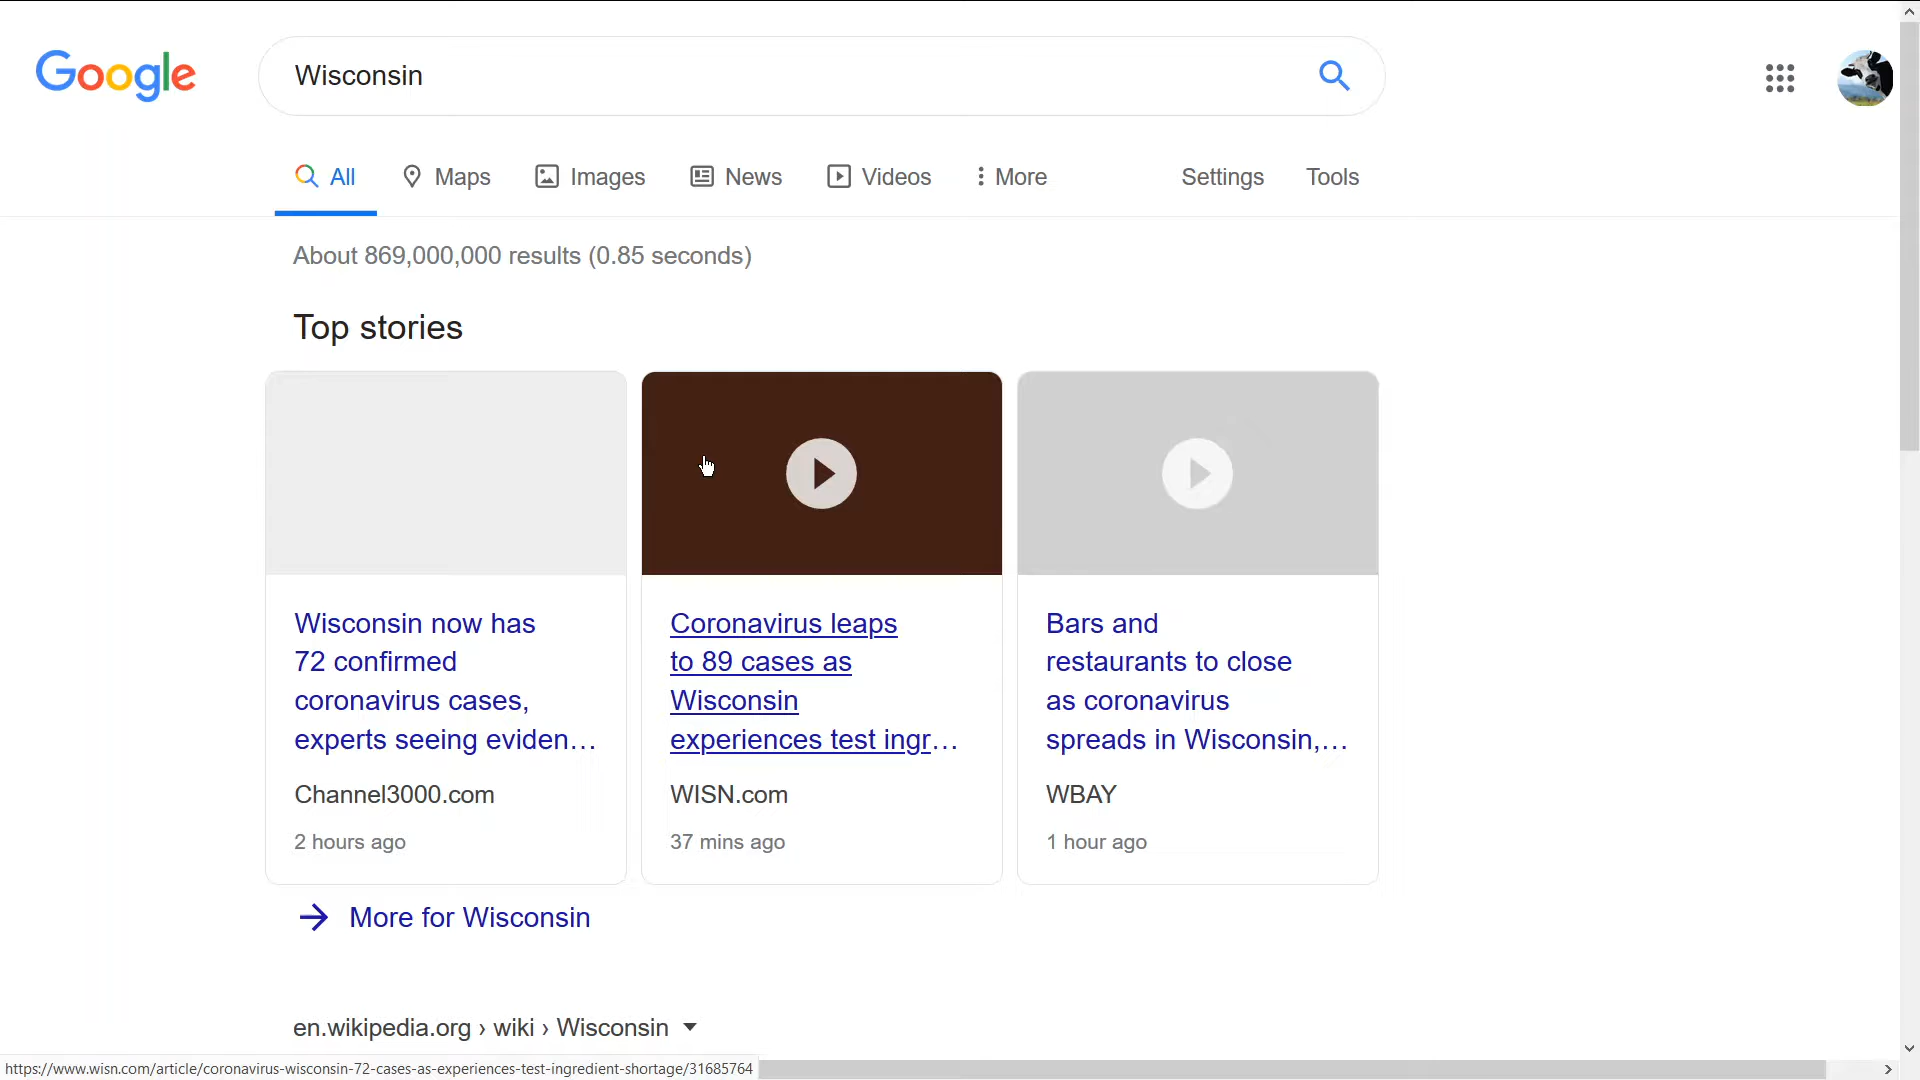 Google
Wisconsin
All
Maps
Images
News
Videos
More
Settings
Tools
About 869,000,000 results (0.85 seconds)
Top stories
Wisconsin now has
72 confirmed
coronavirus cases,
experts seeing eviden...
Channel3000.com
2 hours ago
Coronavirus leaps
to 89 cases as
Wisconsin
experiences test ingr...
WISN.com
37 mins ago
Bars and
restaurants to close
as coronavirus
spreads in Wisconsin,...
WBAY
1 hour ago
More for Wisconsin
en.wikipedia.org › wiki › Wisconsin
https://www.wisn.com/article/coronavirus-wisconsin-72-cases-as-experiences-test-ingredient-shortage/31685764